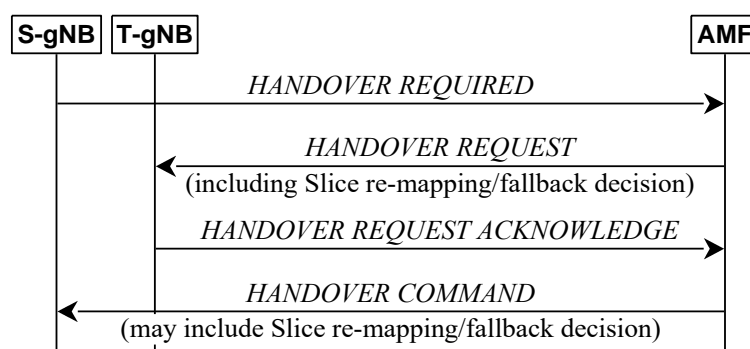 S-gNB T-gNB AMF
HANDOVER REQUIRED
HANDOVER REQUEST
(including Slice re-mapping/fallback decision)
HANDOVER REQUEST ACKNOWLEDGE
HANDOVER COMMAND
(may include Slice re-mapping/fallback decision)